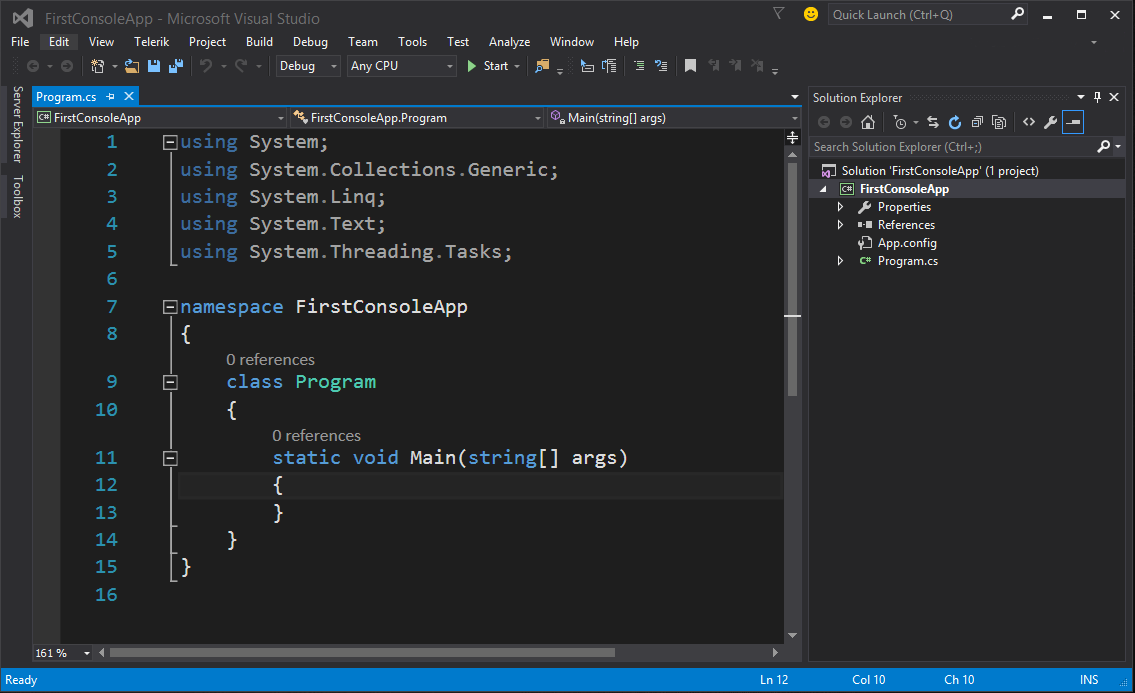 FirstConsoleApp - Microsoft Visual Studio
Quick Launch (Ctrl+Q)
File Edit View Telerik Project Build Debug Team Tools Test Analyze Window Help
Debug Any CPU Start
Server Explorer
Toolbox
Program.cs
FirstConsoleApp FirstConsoleApp.Program Main(string[] args)
1 using System;
2 using System.Collections.Generic;
3 using System.Linq;
4 using System.Text;
5 using System.Threading.Tasks;
6
7 namespace FirstConsoleApp
8 {
0 references
9 class Program
10 {
0 references
11 static void Main(string[] args)
12 {
13 }
14 }
15 }
16
161 %
Solution Explorer
Search Solution Explorer (Ctrl+;)
Solution 'FirstConsoleApp' (1 project)
C# FirstConsoleApp
Properties
References
App.config
C# Program.cs
Ready Ln 12 Col 10 Ch 10 INS